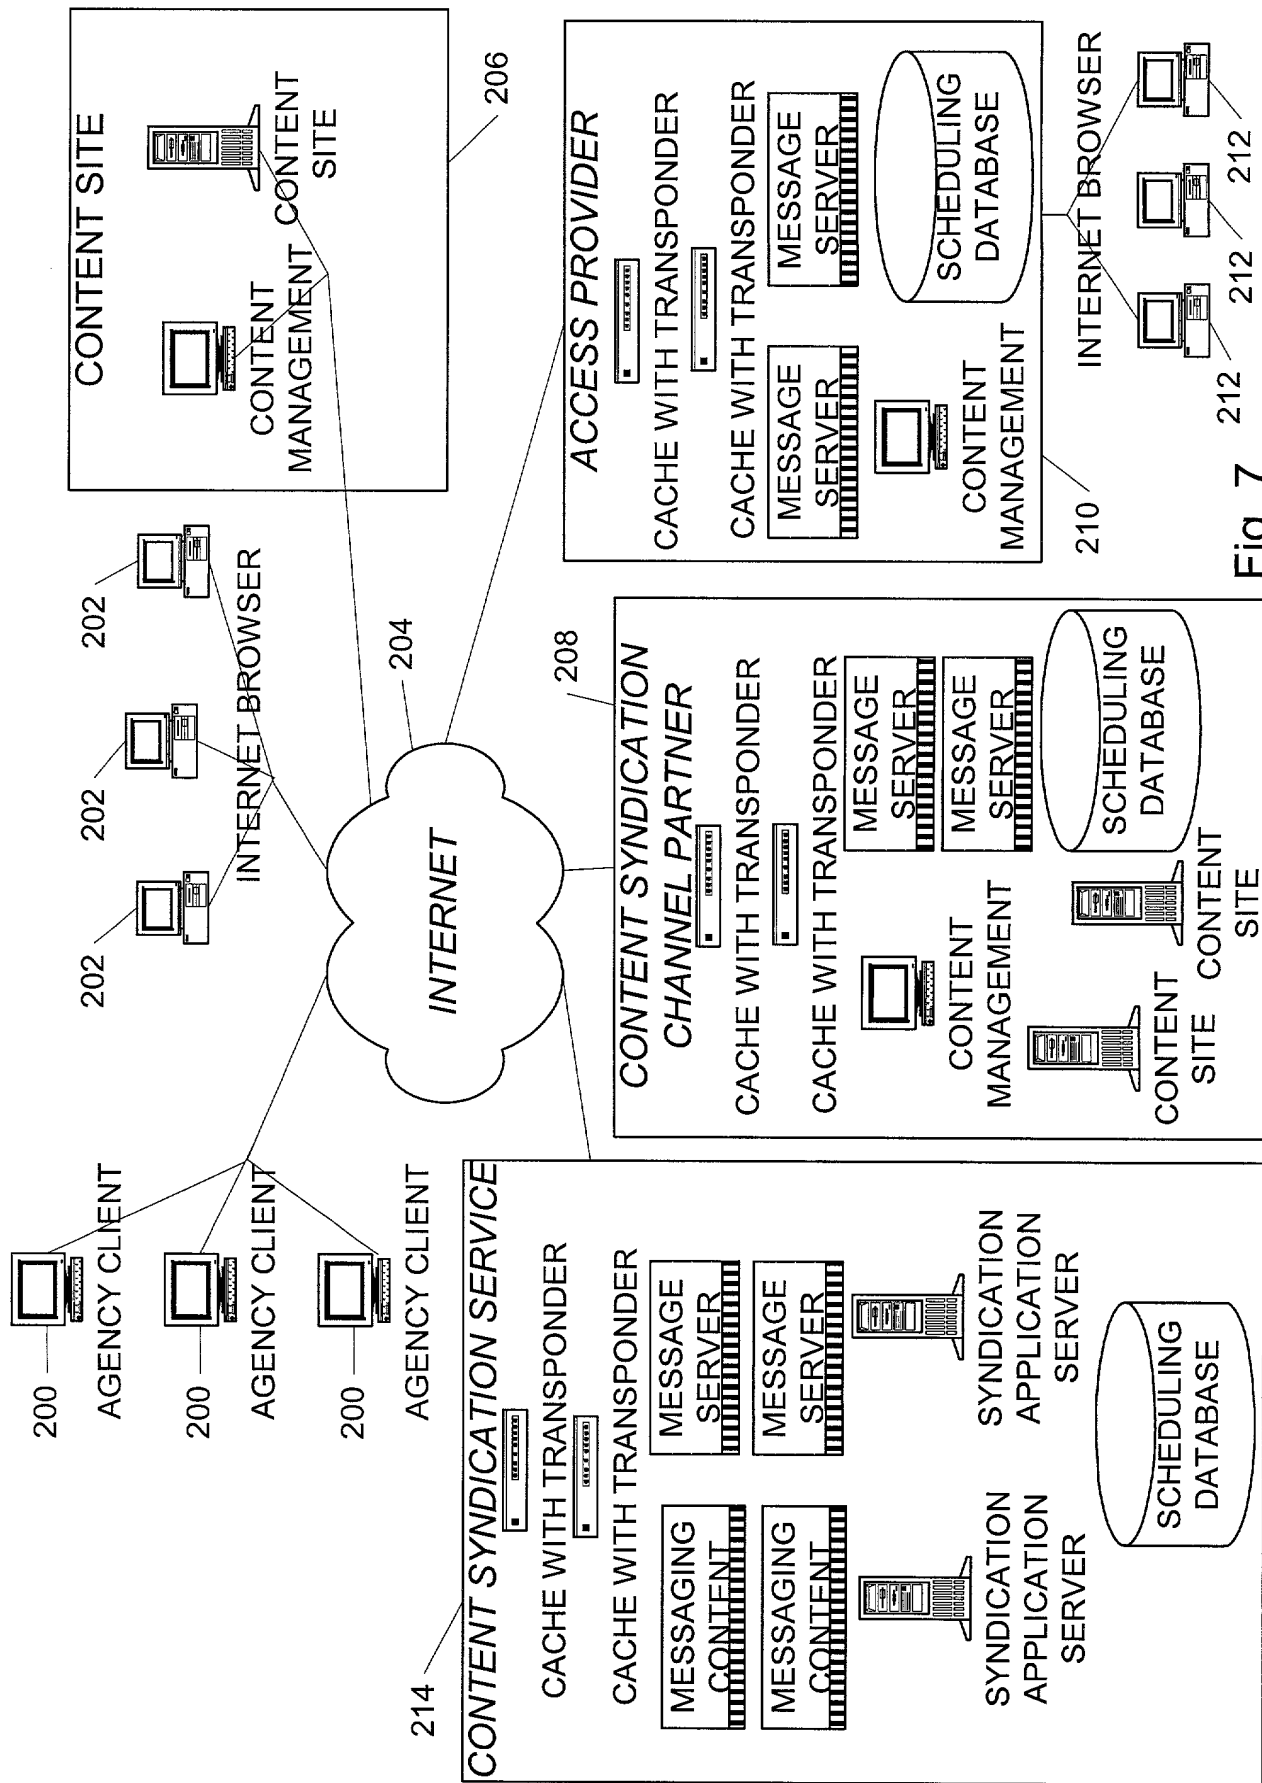 200
AGENCY CLIENT
200
AGENCY CLIENT
200
AGENCY CLIENT
202
202
202
INTERNET BROWSER
CONTENT SITE
CONTENT
MANAGEMENT
CONTENT
SITE
206
INTERNET
204
214
CONTENT SYNDICATION SERVICE
CACHE WITH TRANSPONDER
CACHE WITH TRANSPONDER
MESSAGING
CONTENT
MESSAGING
CONTENT
MESSAGE
SERVER
MESSAGE
SERVER
SYNDICATION
APPLICATION
SERVER
SYNDICATION
APPLICATION
SERVER
SCHEDULING
DATABASE
208
CONTENT SYNDICATION
CHANNEL PARTNER
CACHE WITH TRANSPONDER
CACHE WITH TRANSPONDER
MESSAGE
SERVER
MESSAGE
SERVER
CONTENT
MANAGEMENT
CONTENT
SITE
CONTENT
SITE
SCHEDULING
DATABASE
ACCESS PROVIDER
CACHE WITH TRANSPONDER
CACHE WITH TRANSPONDER
MESSAGE
SERVER
MESSAGE
SERVER
CONTENT
MANAGEMENT
SCHEDULING
DATABASE
210
INTERNET BROWSER
212
212
212
Fig. 7